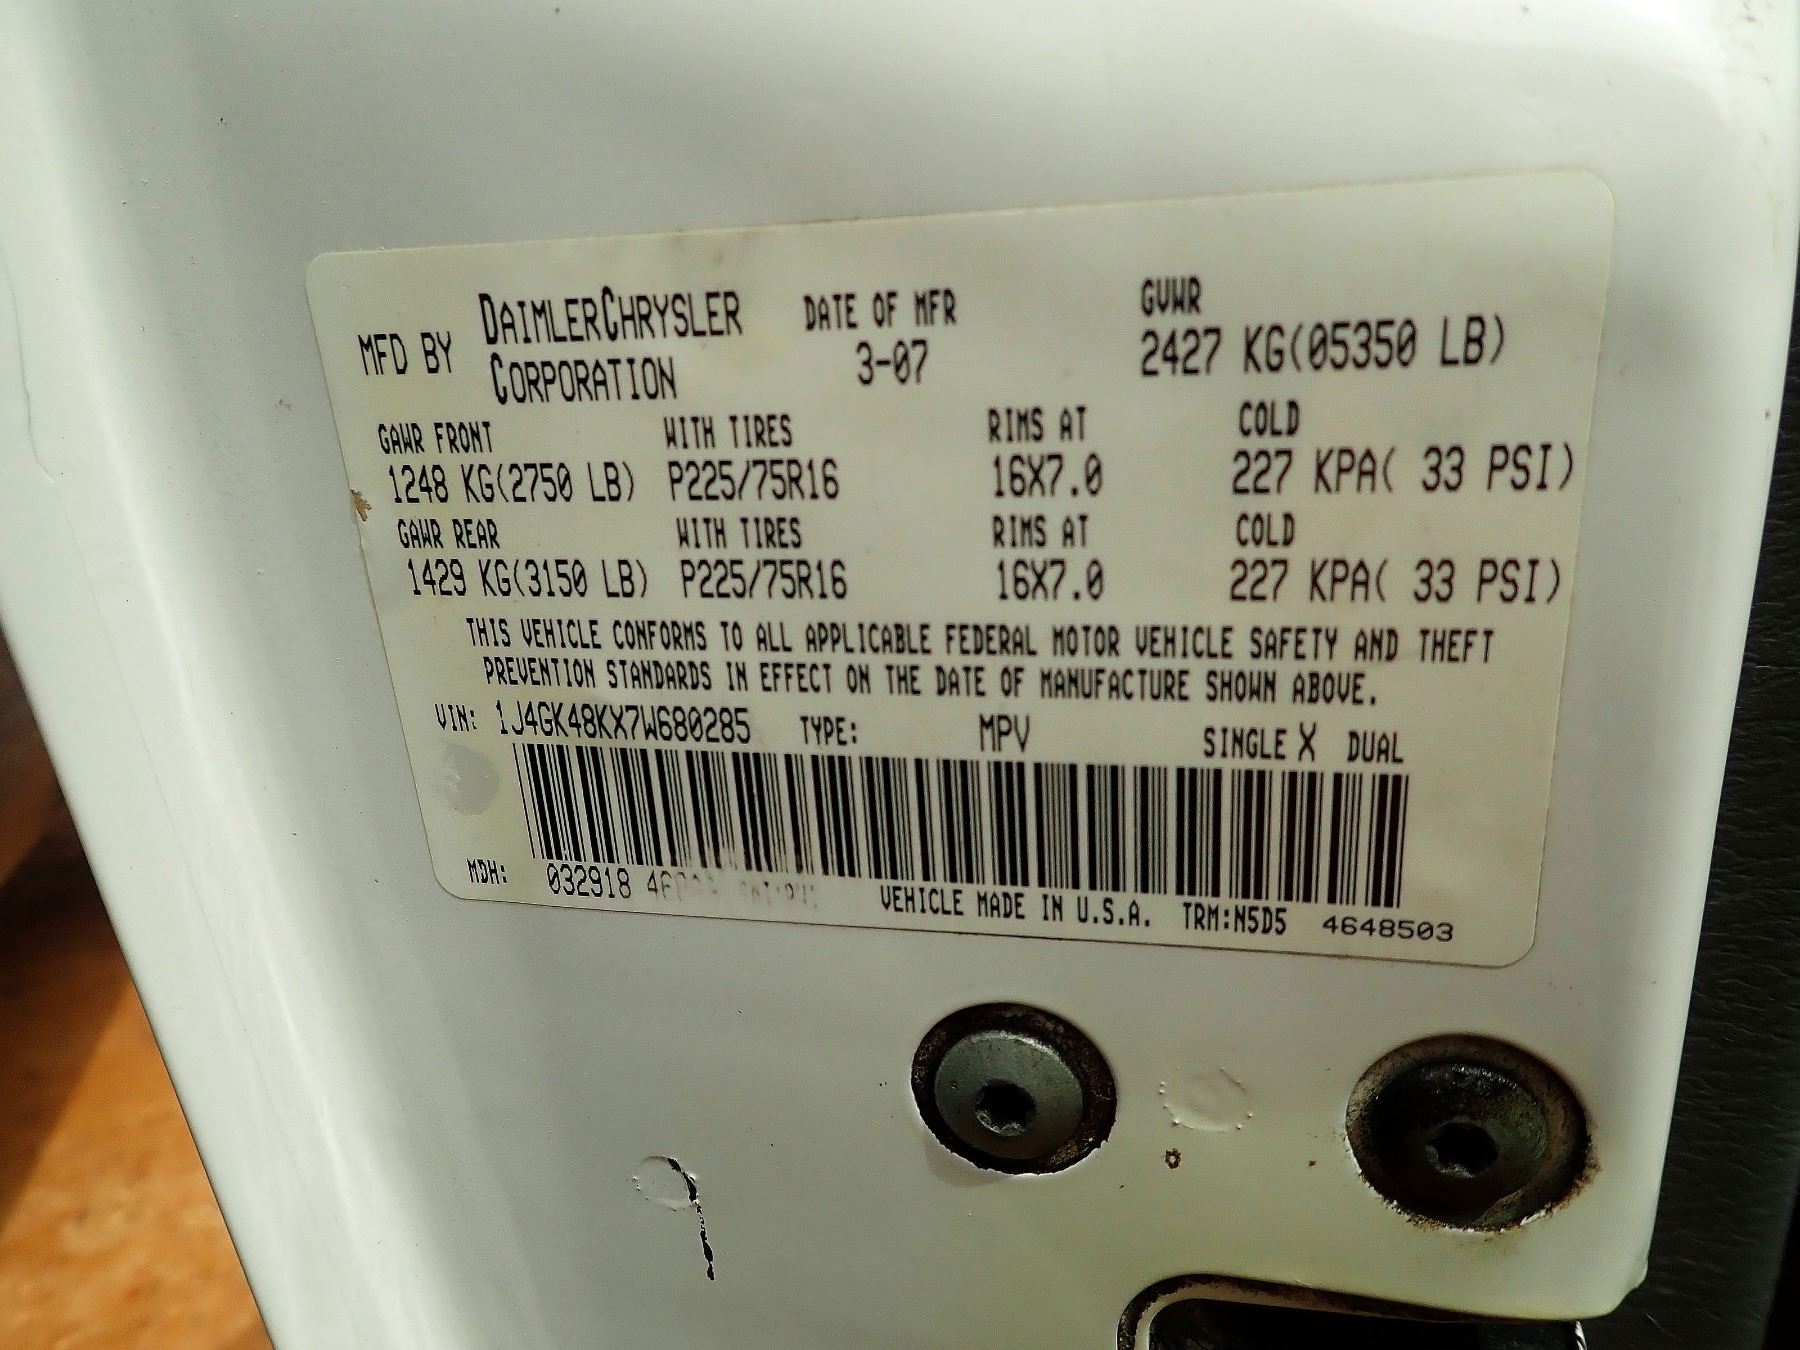 MFD BY DAIMLERCHRYSLER CORPORATION DATE OF MFR 3-07 GVWR 2427 KG(05350 LB)
GAWR FRONT WITH TIRES RIMS AT COLD
1248 KG(2750 LB) P225/75R16 16X7.0 227 KPA( 33 PSI)
GAWR REAR WITH TIRES RIMS AT COLD
1429 KG(3150 LB) P225/75R16 16X7.0 227 KPA( 33 PSI)
THIS VEHICLE CONFORMS TO ALL APPLICABLE FEDERAL MOTOR VEHICLE SAFETY AND THEFT
PREVENTION STANDARDS IN EFFECT ON THE DATE OF MANUFACTURE SHOWN ABOVE.
VIN: 1J4GK48KX7W680285 TYPE: MPV SINGLE X DUAL
MDH: 032918 VEHICLE MADE IN U.S.A. TRM:N5D5 4648503